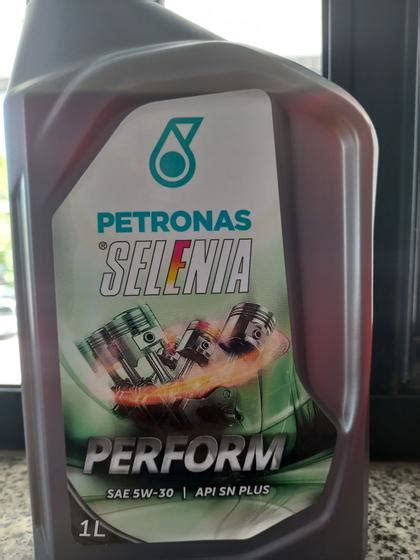 PETRONAS
®SELENIA
PERFORM
SAE 5W-30 | API SN PLUS
1L